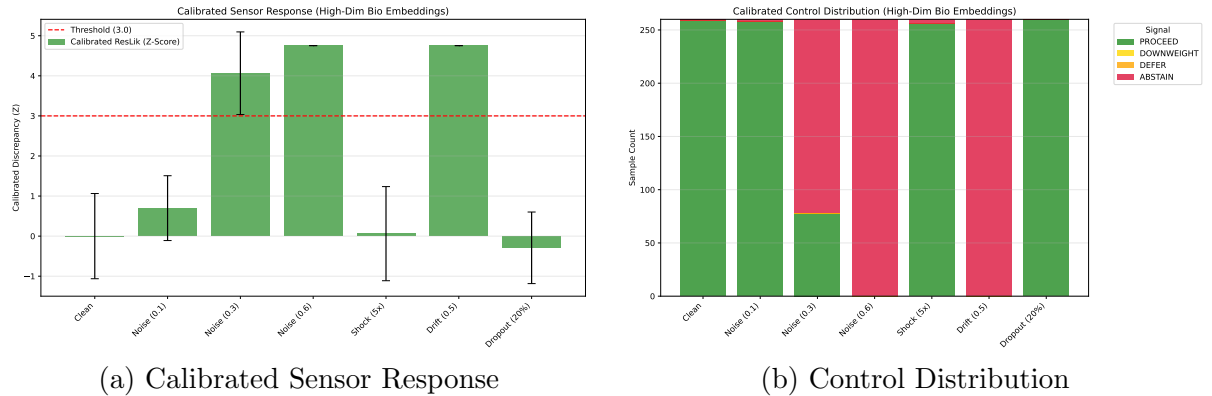 Calibrated Sensor Response (High-Dim Bio Embeddings)
Threshold (3.0)
Calibrated ResLik (Z-Score)
Calibrated Discrepancy (Z)
5
4
3
2
1
0
−1
Clean
Noise (0.1)
Noise (0.3)
Noise (0.6)
Shock (5x)
Drift (0.5)
Dropout (20%)
(a) Calibrated Sensor Response
Calibrated Control Distribution (High-Dim Bio Embeddings)
Sample Count
250
200
150
100
50
0
Clean
Noise (0.1)
Noise (0.3)
Noise (0.6)
Shock (5x)
Drift (0.5)
Dropout (20%)
Signal
PROCEED
DOWNWEIGHT
DEFER
ABSTAIN
(b) Control Distribution